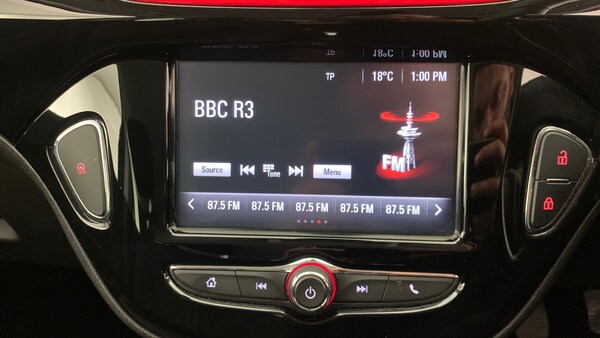 TP 18°C 1:00 PM
TP 18°C 1:00 PM
BBC R3
FM
Source Tune Menu
87.5 FM 87.5 FM 87.5 FM 87.5 FM 87.5 FM